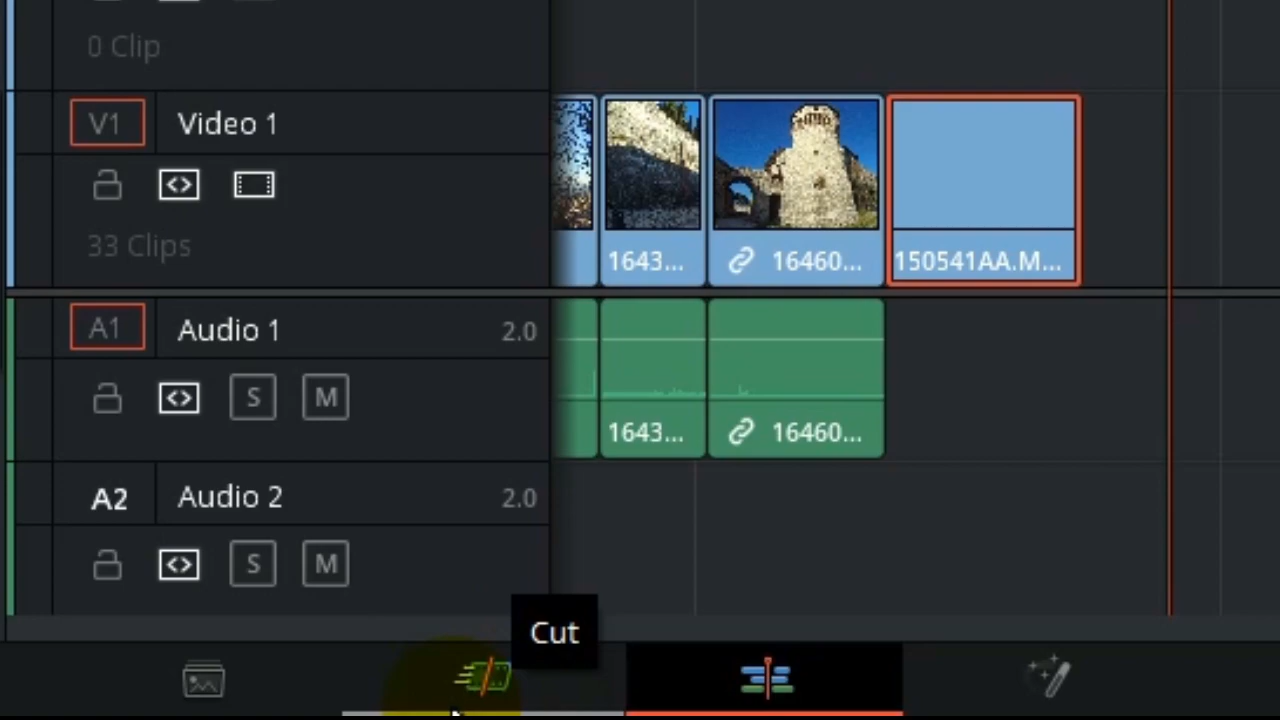 0 Clip
V1 Video 1
33 Clips
1643... 16460... 150541AA.M...
A1 Audio 1 2.0
S M
1643... 16460...
A2 Audio 2 2.0
S M
Cut